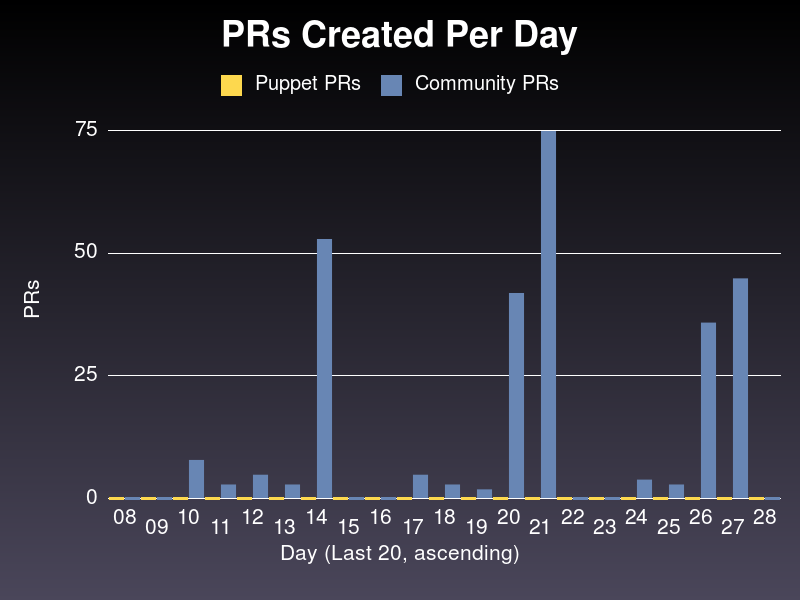 PRs Created Per Day
Puppet PRs Community PRs
75
50
25
0
PRs
08 09 10 11 12 13 14 15 16 17 18 19 20 21 22 23 24 25 26 27 28
Day (Last 20, ascending)